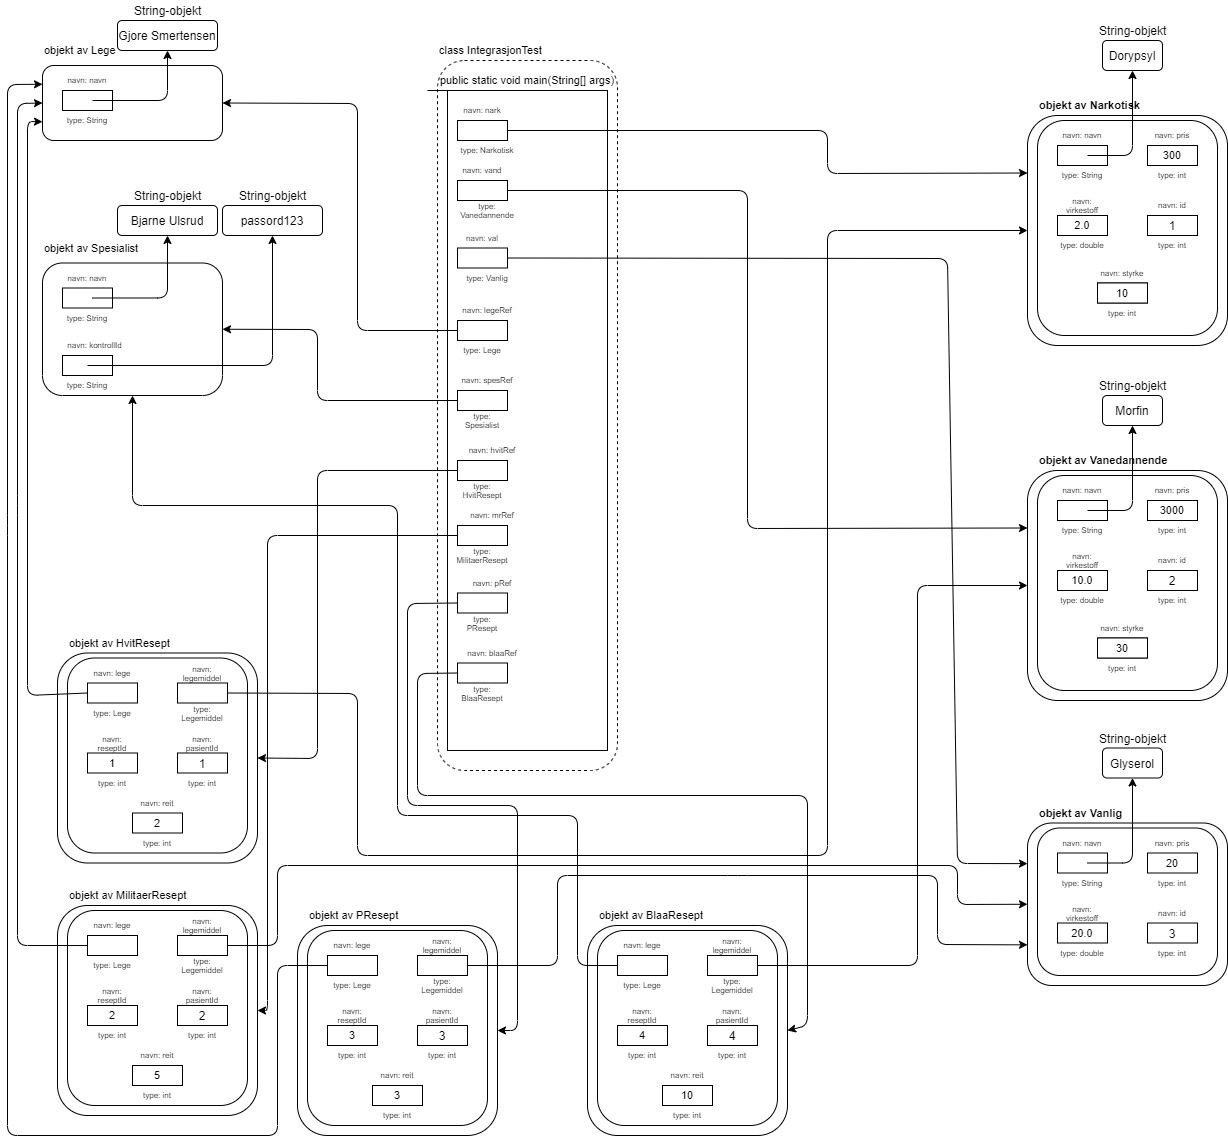 String-objekt
Gjore Smertensen
objekt av Lege
navn: navn
type: String
String-objekt
Bjarne Ulsrud
String-objekt
passord123
objekt av Spesialist
navn: navn
type: String
navn: kontrollId
type: String
class IntegrasjonTest
public static void main(String[] args)
navn: nark
type: Narkotisk
navn: vand
type:
Vanedannende
navn: val
type: Vanlig
navn: legeRef
type: Lege
navn: spesRef
type:
Spesialist
navn: hvitRef
type:
HvitResept
navn: mrRef
type:
MilitaerResept
navn: pRef
type:
PResept
navn: blaaRef
type:
BlaaResept
String-objekt
Dorypsyl
objekt av Narkotisk
navn: navn
type: String
navn: pris
300
type: int
navn:
virkestoff
2.0
type: double
navn: id
1
type: int
navn: styrke
10
type: int
String-objekt
Morfin
objekt av Vanedannende
navn: navn
type: String
navn: pris
3000
type: int
navn:
virkestoff
10.0
type: double
navn: id
2
type: int
navn: styrke
30
type: int
String-objekt
Glyserol
objekt av Vanlig
navn: navn
type: String
navn: pris
20
type: int
navn:
virkestoff
20.0
type: double
navn: id
3
type: int
objekt av HvitResept
navn: lege
type: Lege
navn:
legemiddel
type:
Legemiddel
navn:
reseptId
1
type: int
navn:
pasientId
1
type: int
navn: reit
2
type: int
objekt av MilitaerResept
navn: lege
type: Lege
navn:
legemiddel
type:
Legemiddel
navn:
reseptId
2
type: int
navn:
pasientId
2
type: int
navn: reit
5
type: int
objekt av PResept
navn: lege
type: Lege
navn:
legemiddel
type:
Legemiddel
navn:
reseptId
3
type: int
navn:
pasientId
3
type: int
navn: reit
3
type: int
objekt av BlaaResept
navn: lege
type: Lege
navn:
legemiddel
type:
Legemiddel
navn:
reseptId
4
type: int
navn:
pasientId
4
type: int
navn: reit
10
type: int